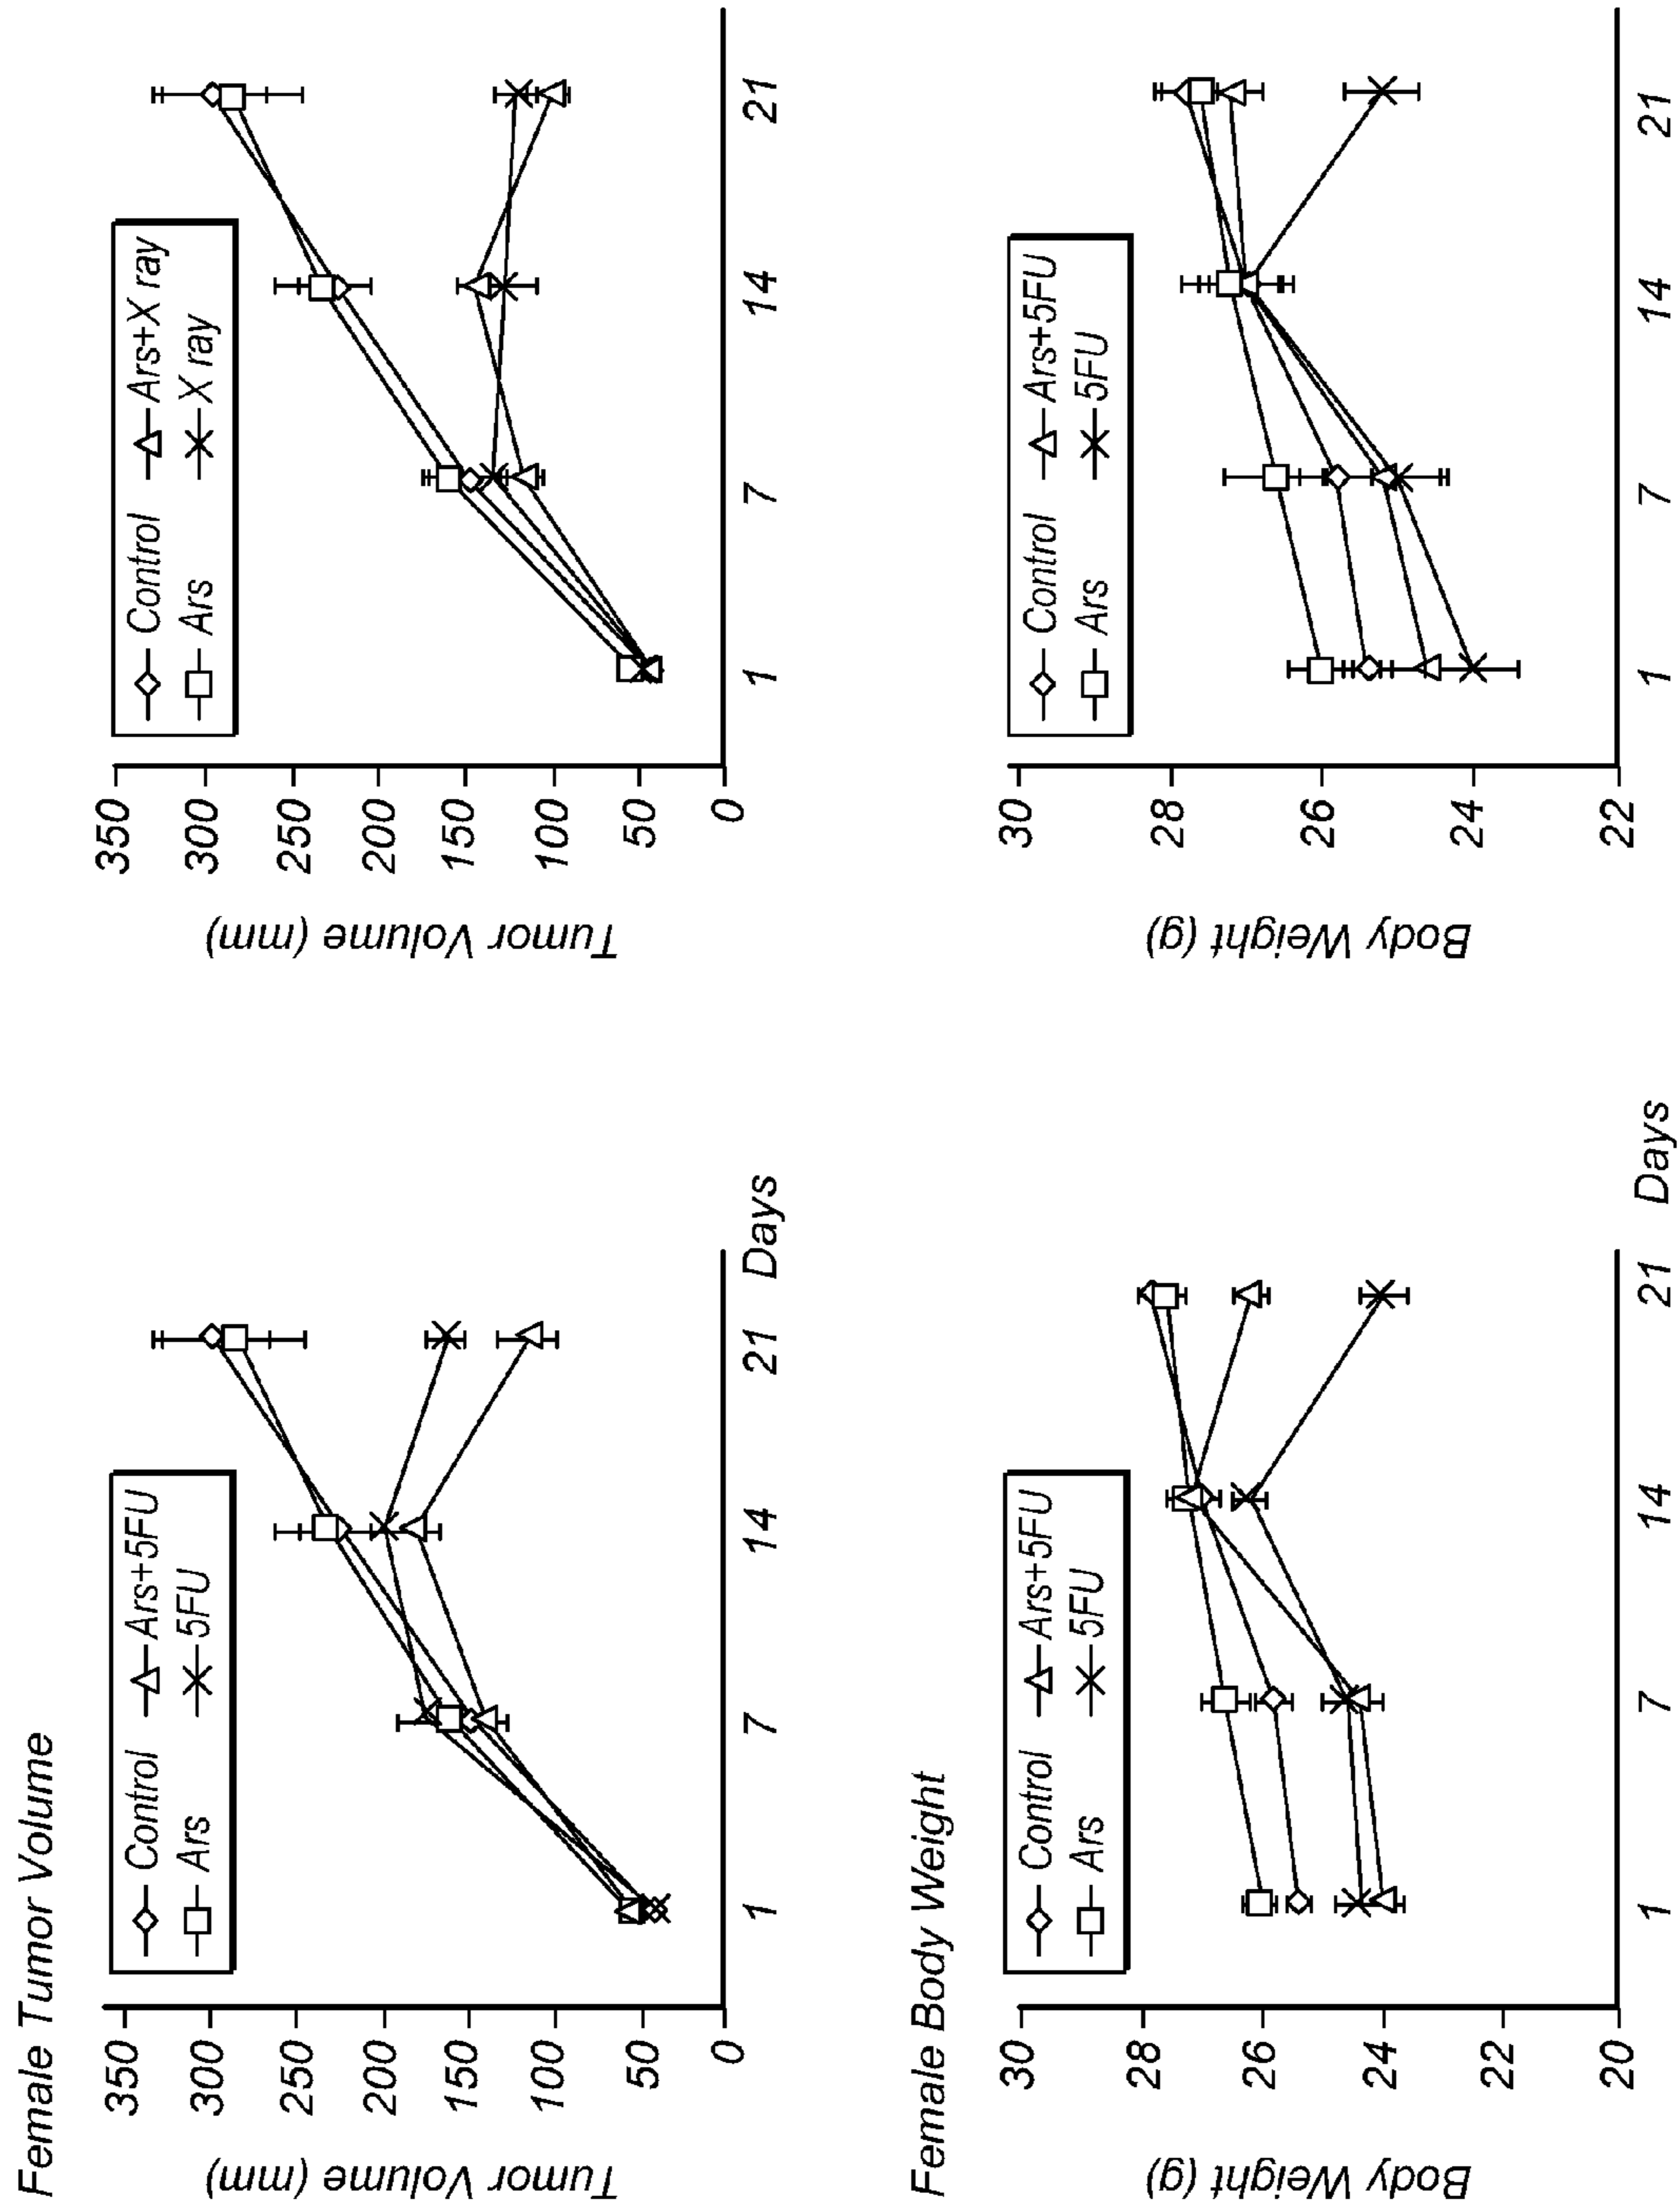 Female Tumor Volume
Tumor Volume (mm)
350
300
250
200
150
100
50
0
Control
Ars+5FU
Ars
5FU
1
7
14
21
Days
Tumor Volume (mm)
350
300
250
200
150
100
50
0
Control
Ars+X ray
Ars
X ray
1
7
14
21
Female Body Weight
Body Weight (g)
30
28
26
24
22
20
Control
Ars+5FU
Ars
5FU
1
7
14
21
Days
Body Weight (g)
30
28
26
24
22
Control
Ars+5FU
Ars
5FU
1
7
14
21